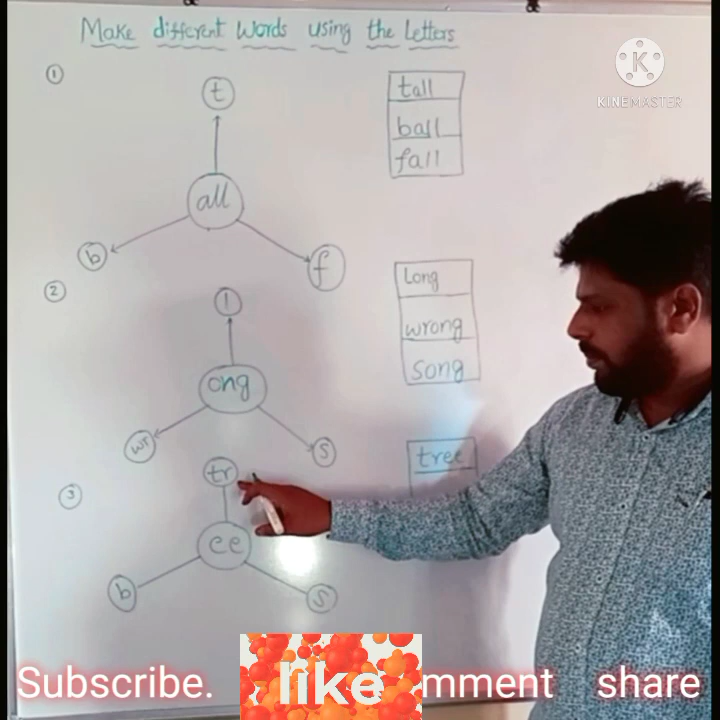 Make different words using the Letters
①
t
all
b
f
tall
ball
fall
KINEMASTER
②
l
ong
wr
s
Long
wrong
song
③
tr
ee
b
s
tree
Subscribe. like mment share